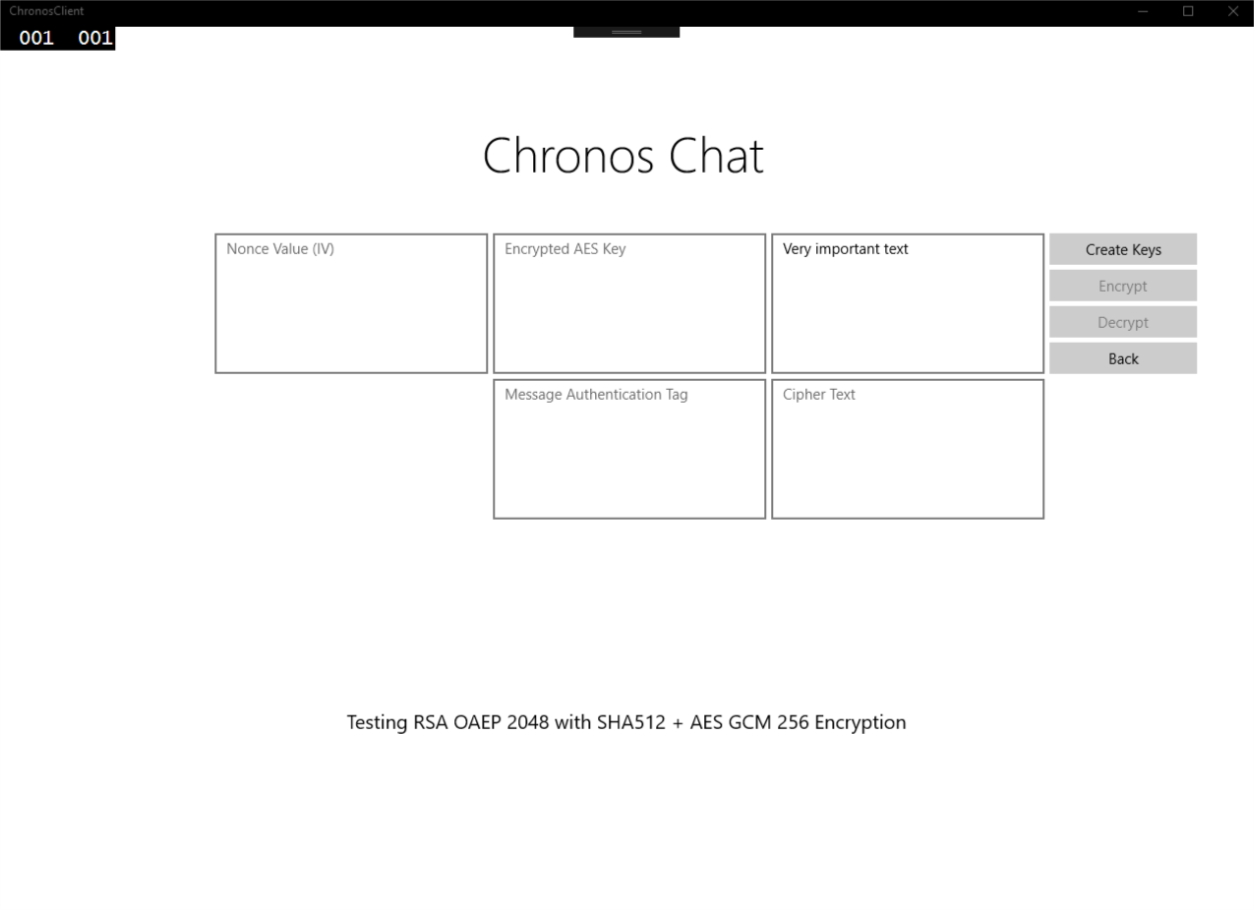 ChronosClient
001 001
Chronos Chat
Nonce Value (IV)
Encrypted AES Key
Very important text
Create Keys
Encrypt
Decrypt
Back
Message Authentication Tag
Cipher Text
Testing RSA OAEP 2048 with SHA512 + AES GCM 256 Encryption